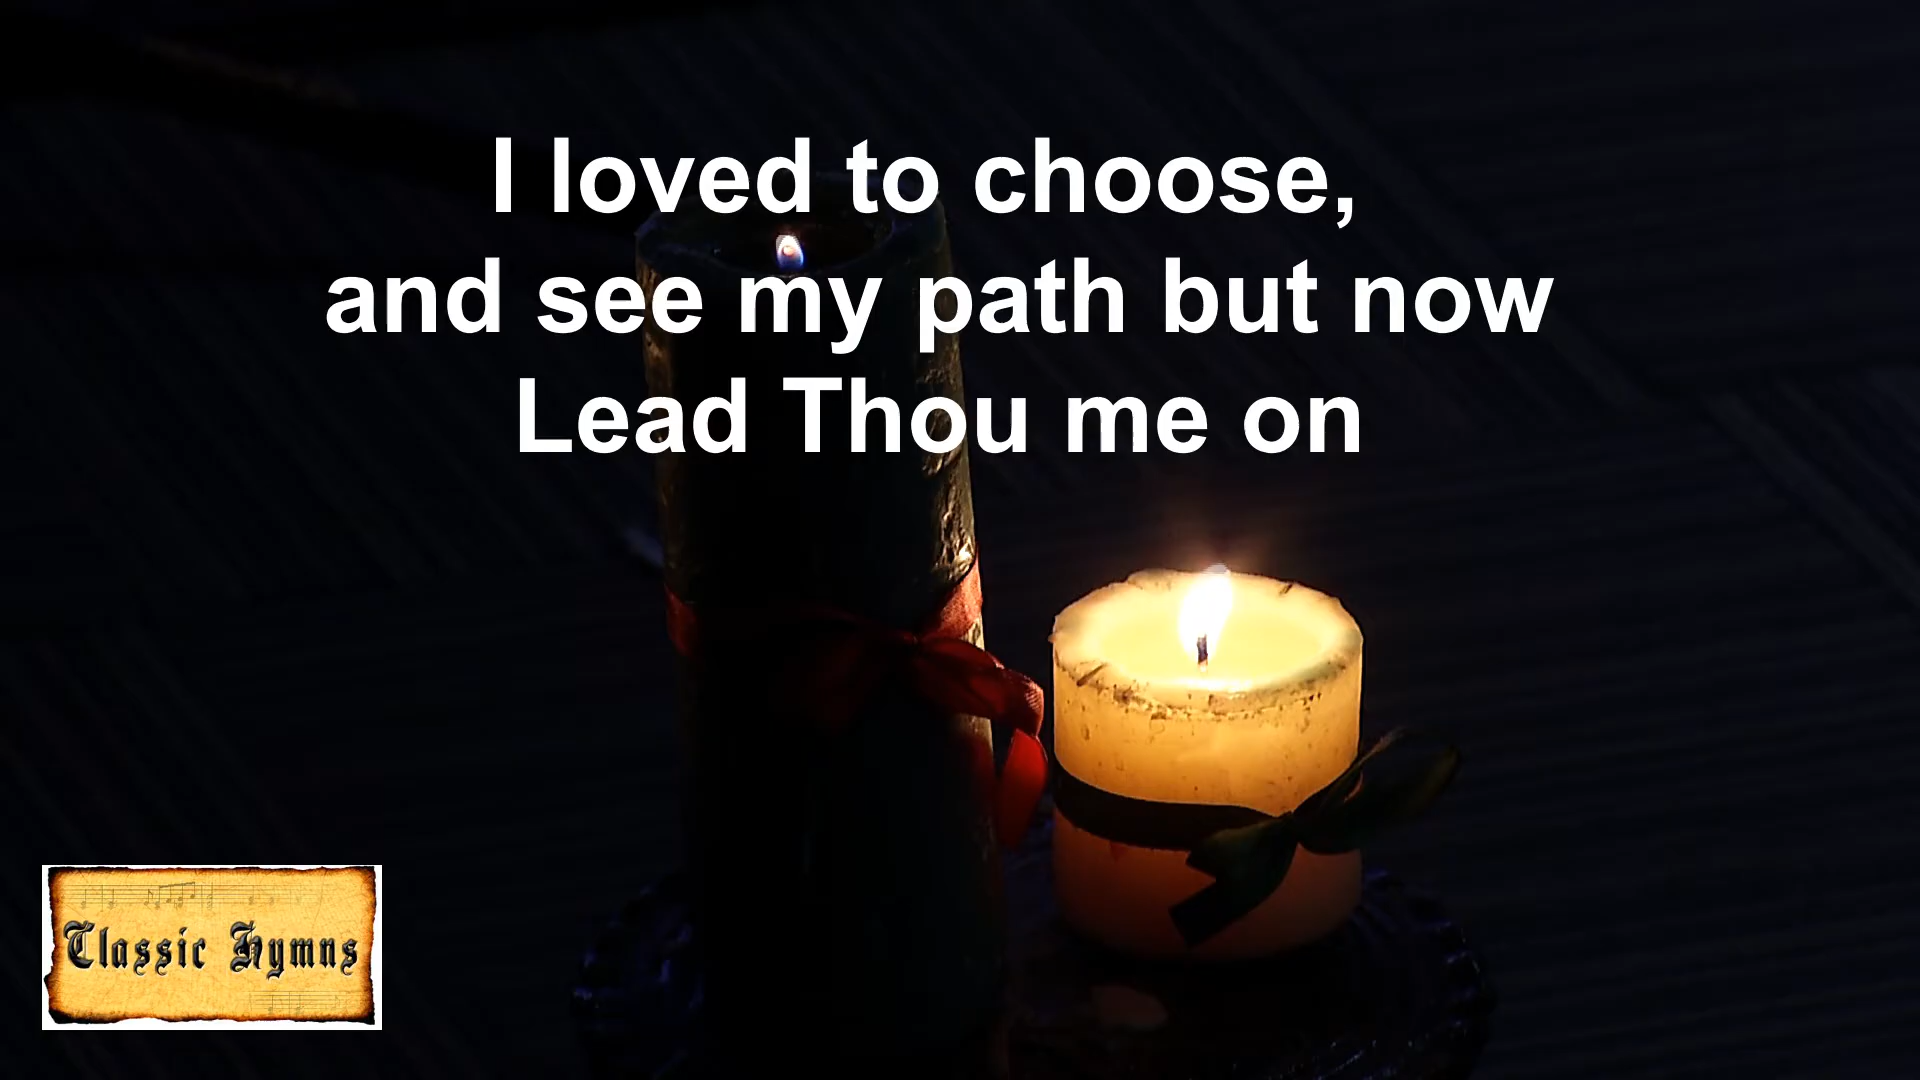 I loved to choose,
and see my path but now
Lead Thou me on
Classic Hymns